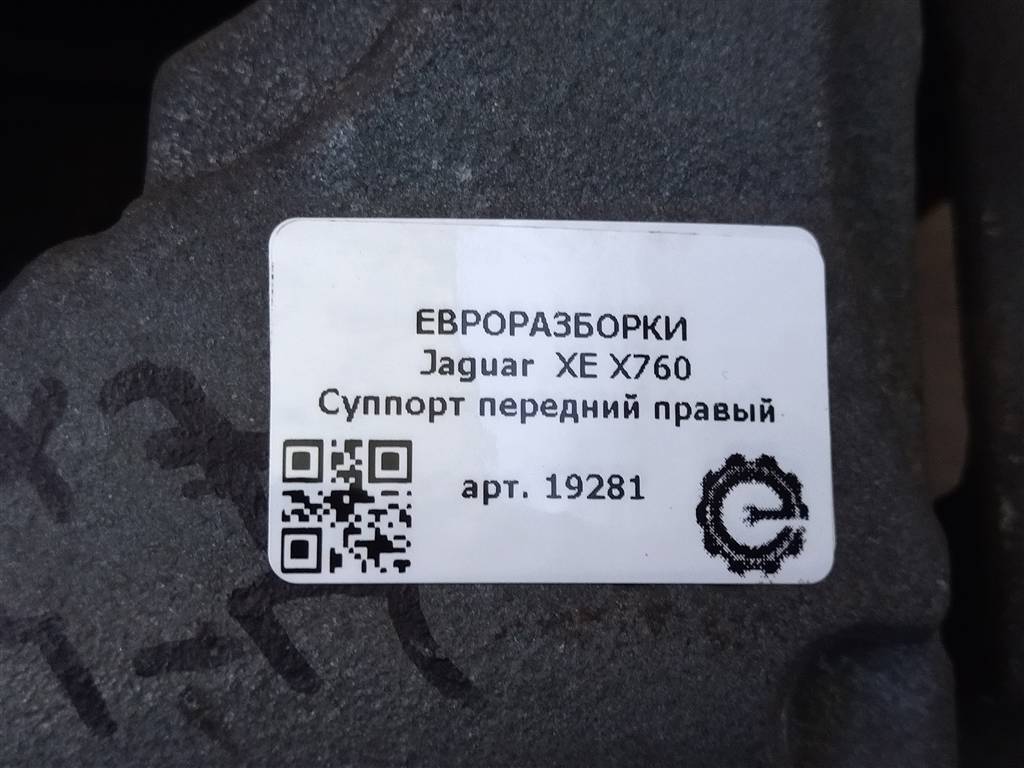 ЕВРОРАЗБОРКИ
Jaguar XE X760
Суппорт передний правый
арт. 19281